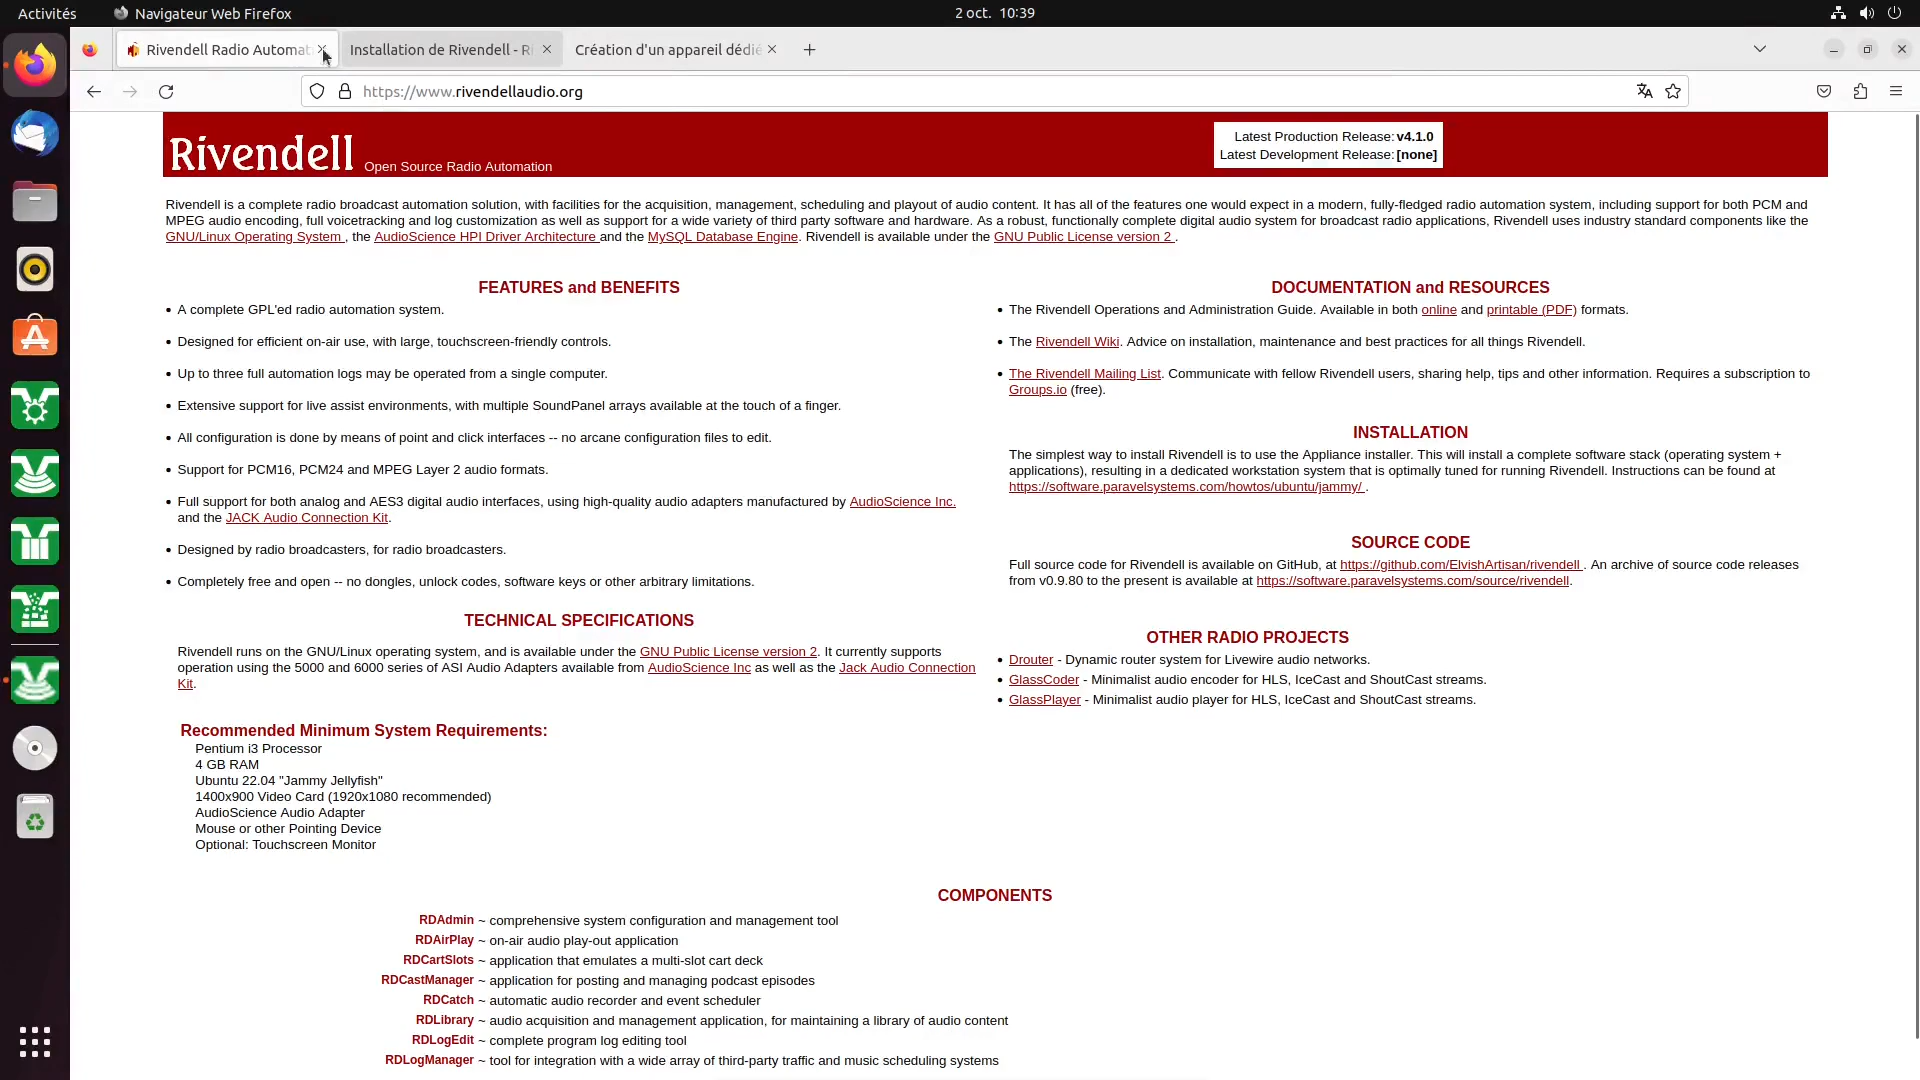 Activités
Navigateur Web Firefox
2 oct. 10:39
Rivendell Radio Automat
Installation de Rivendell - R
Création d'un appareil dédié
https://www.rivendellaudio.org
Rivendell Open Source Radio Automation
Latest Production Release: v4.1.0
Latest Development Release: [none]
Rivendell is a complete radio broadcast automation solution, with facilities for the acquisition, management, scheduling and playout of audio content. It has all of the features one would expect in a modern, fully-fledged radio automation system, including support for both PCM and
MPEG audio encoding, full voicetracking and log customization as well as support for a wide variety of third party software and hardware. As a robust, functionally complete digital audio system for broadcast radio applications, Rivendell uses industry standard components like the
GNU/Linux Operating System , the AudioScience HPI Driver Architecture and the MySQL Database Engine. Rivendell is available under the GNU Public License version 2 .
FEATURES and BENEFITS
• A complete GPL'ed radio automation system.
• Designed for efficient on-air use, with large, touchscreen-friendly controls.
• Up to three full automation logs may be operated from a single computer.
• Extensive support for live assist environments, with multiple SoundPanel arrays available at the touch of a finger.
• All configuration is done by means of point and click interfaces -- no arcane configuration files to edit.
• Support for PCM16, PCM24 and MPEG Layer 2 audio formats.
• Full support for both analog and AES3 digital audio interfaces, using high-quality audio adapters manufactured by AudioScience Inc.
and the JACK Audio Connection Kit.
• Designed by radio broadcasters, for radio broadcasters.
• Completely free and open -- no dongles, unlock codes, software keys or other arbitrary limitations.
TECHNICAL SPECIFICATIONS
Rivendell runs on the GNU/Linux operating system, and is available under the GNU Public License version 2. It currently supports
operation using the 5000 and 6000 series of ASI Audio Adapters available from AudioScience Inc as well as the Jack Audio Connection
Kit.
Recommended Minimum System Requirements:
Pentium i3 Processor
4 GB RAM
Ubuntu 22.04 "Jammy Jellyfish"
1400x900 Video Card (1920x1080 recommended)
AudioScience Audio Adapter
Mouse or other Pointing Device
Optional: Touchscreen Monitor
DOCUMENTATION and RESOURCES
• The Rivendell Operations and Administration Guide. Available in both online and printable (PDF) formats.
• The Rivendell Wiki. Advice on installation, maintenance and best practices for all things Rivendell.
• The Rivendell Mailing List. Communicate with fellow Rivendell users, sharing help, tips and other information. Requires a subscription to
Groups.io (free).
INSTALLATION
The simplest way to install Rivendell is to use the Appliance installer. This will install a complete software stack (operating system +
applications), resulting in a dedicated workstation system that is optimally tuned for running Rivendell. Instructions can be found at
https://software.paravelsystems.com/howtos/ubuntu/jammy/ .
SOURCE CODE
Full source code for Rivendell is available on GitHub, at https://github.com/ElvishArtisan/rivendell . An archive of source code releases
from v0.9.80 to the present is available at https://software.paravelsystems.com/source/rivendell.
OTHER RADIO PROJECTS
• Drouter - Dynamic router system for Livewire audio networks.
• GlassCoder - Minimalist audio encoder for HLS, IceCast and ShoutCast streams.
• GlassPlayer - Minimalist audio player for HLS, IceCast and ShoutCast streams.
COMPONENTS
RDAdmin ~ comprehensive system configuration and management tool
RDAirPlay ~ on-air audio play-out application
RDCartSlots ~ application that emulates a multi-slot cart deck
RDCastManager ~ application for posting and managing podcast episodes
RDCatch ~ automatic audio recorder and event scheduler
RDLibrary ~ audio acquisition and management application, for maintaining a library of audio content
RDLogEdit ~ complete program log editing tool
RDLogManager ~ tool for integration with a wide array of third-party traffic and music scheduling systems